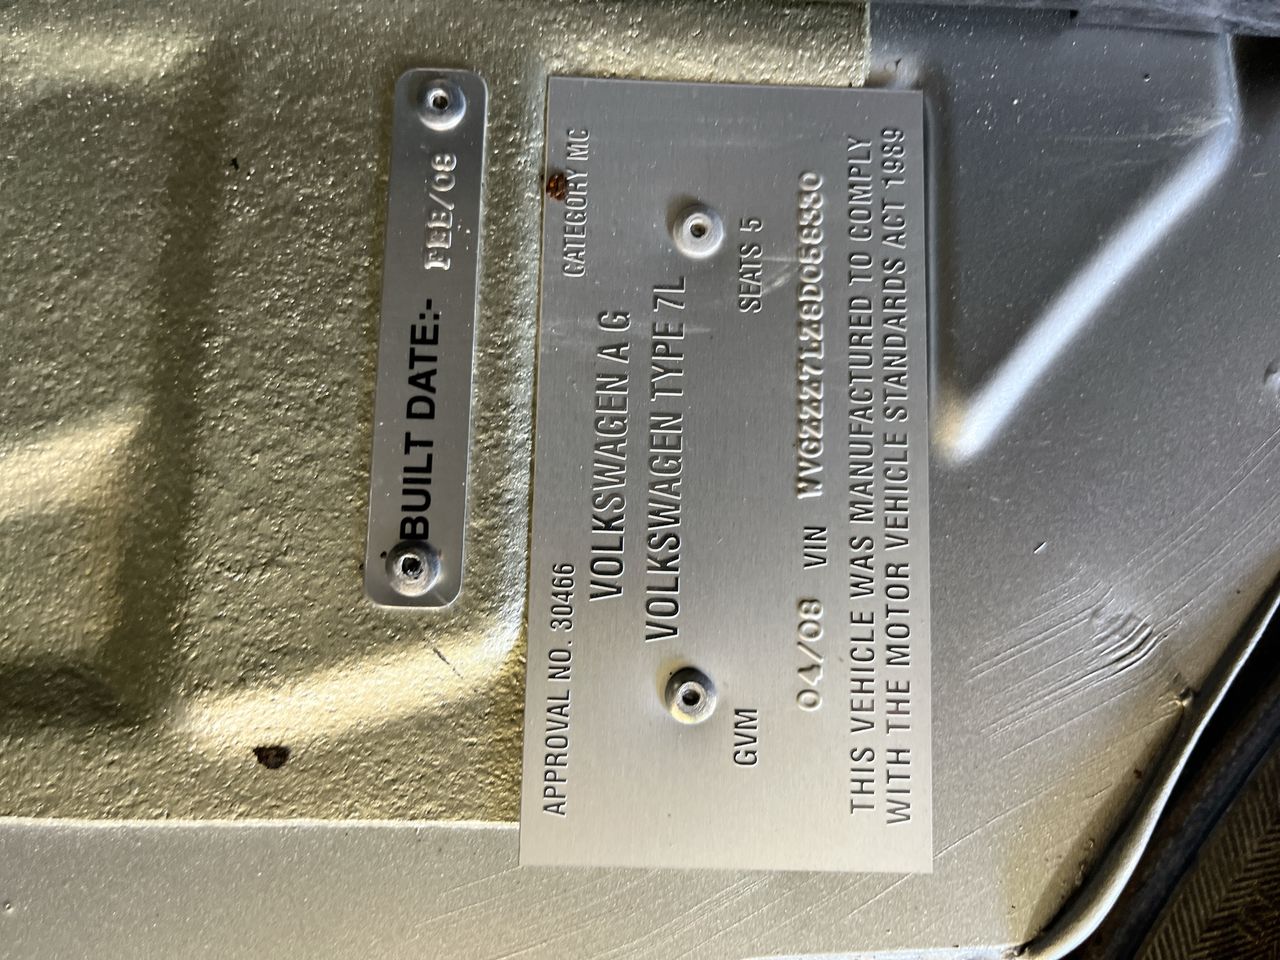 BUILT DATE:- FEB/08
CATEGORY MC
APPROVAL NO. 30466
VOLKSWAGEN A G
VOLKSWAGEN TYPE 7L
GVM SEATS 5
04/08 VIN
THIS VEHICLE WAS MANUFACTURED TO COMPLY
WITH THE MOTOR VEHICLE STANDARDS ACT 1989